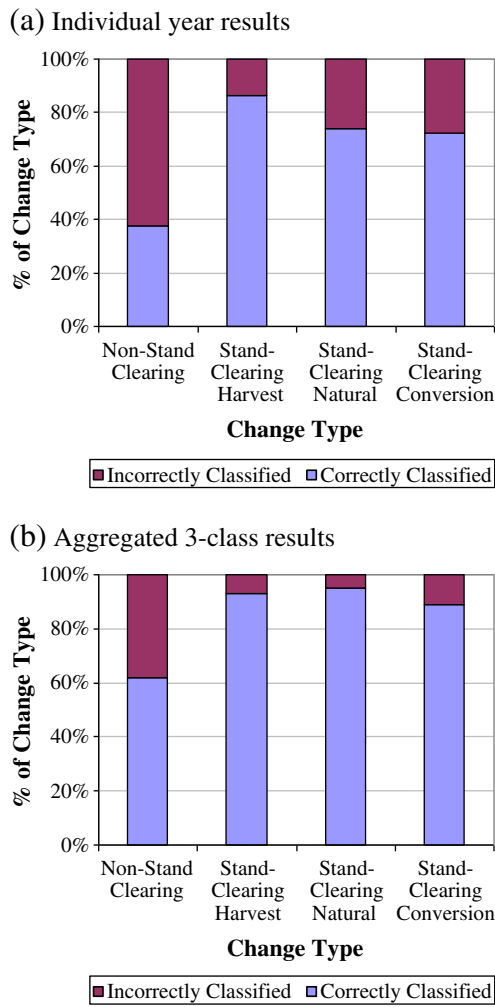 (a) Individual year results
100%
80%
60%
40%
20%
0%
% of Change Type
Non-Stand Clearing
Stand-Clearing Harvest
Stand-Clearing Natural
Stand-Clearing Conversion
Change Type
Incorrectly Classified Correctly Classified
(b) Aggregated 3-class results
100%
80%
60%
40%
20%
0%
% of Change Type
Non-Stand Clearing
Stand-Clearing Harvest
Stand-Clearing Natural
Stand-Clearing Conversion
Change Type
Incorrectly Classified Correctly Classified